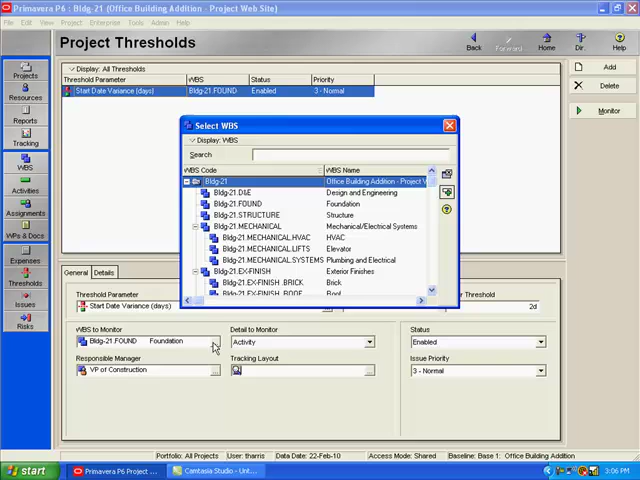 Primavera P6 : Bldg-21 (Office Building Addition - Project Web Site)
File Edit View Project Enterprise Tools Admin Help
Project Thresholds
Back Forward Home Dir. Help
Projects
Resources
Reports
Tracking
WBS
Activities
Assignments
WPs & Docs
Expenses
Thresholds
Issues
Risks
Display: All Thresholds
Threshold Parameter WBS Status Priority
Start Date Variance (days) Bldg-21.FOUND Enabled 3 - Normal
Add
Delete
Monitor
Select WBS
Display: WBS
Search
WBS Code WBS Name
Bldg-21 Office Building Addition - Project V
Bldg-21.D&E Design and Engineering
Bldg-21.FOUND Foundation
Bldg-21.STRUCTURE Structure
Bldg-21.MECHANICAL Mechanical/Electrical Systems
Bldg-21.MECHANICAL.HVAC HVAC
Bldg-21.MECHANICAL.LIFTS Elevator
Bldg-21.MECHANICAL.SYSTEMS Plumbing and Electrical
Bldg-21.EX-FINISH Exterior Finishes
Bldg-21.EX-FINISH.BRICK Brick
Bldg-21.EX-FINISH.ROOF Roof
General Details
Threshold Parameter
Threshold
Start Date Variance (days)
2d
WBS to Monitor Detail to Monitor Status
Bldg-21.FOUND Foundation Activity Enabled
Responsible Manager Tracking Layout Issue Priority
VP of Construction 3 - Normal
Portfolio: All Projects User: tharris Data Date: 22-Feb-10 Access Mode: Shared Baseline: Base 1 Office Building Addition
start Primavera P6 : Project ... Camtasia Studio - Unt... 3:06 PM